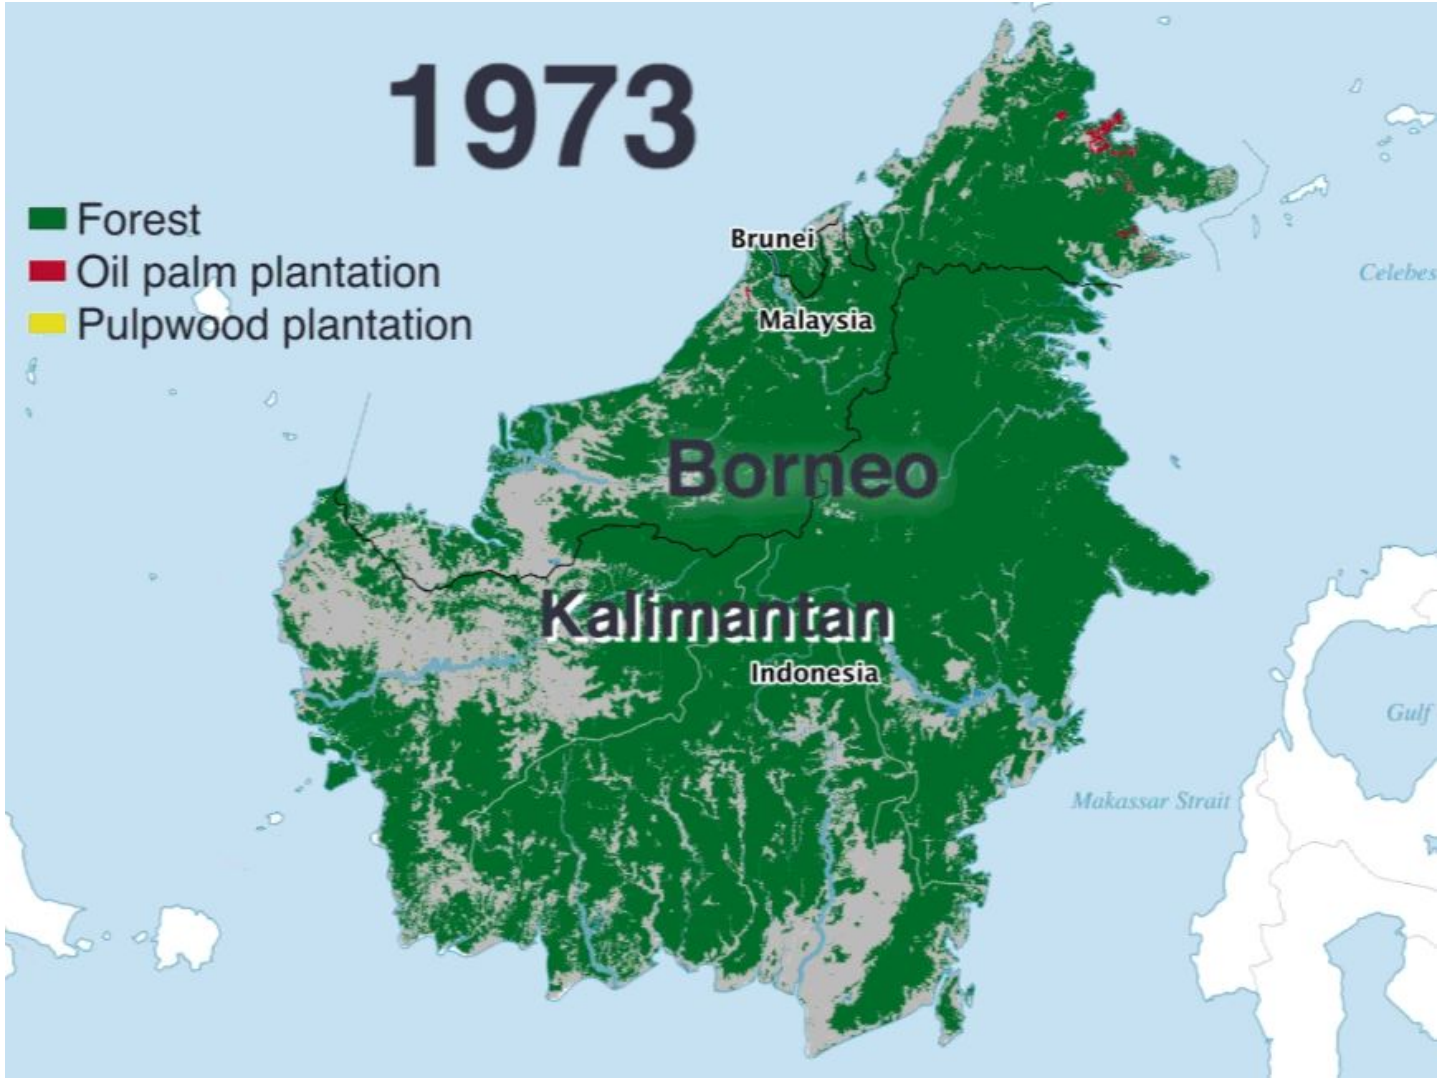 1973
Forest
Oil palm plantation
Pulpwood plantation
Brunei
Malaysia
Celebes
Borneo
Kalimantan
Indonesia
Gulf
Makassar Strait